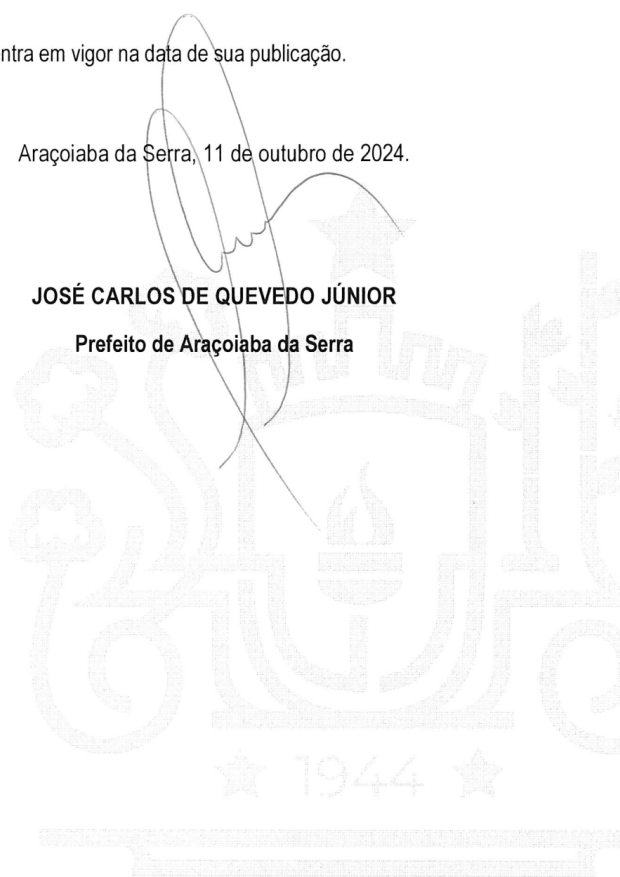 ntra em vigor na data de sua publicação.
Araçoiaba da Serra, 11 de outubro de 2024.
JOSÉ CARLOS DE QUEVEDO JÚNIOR
Prefeito de Araçoiaba da Serra
1944